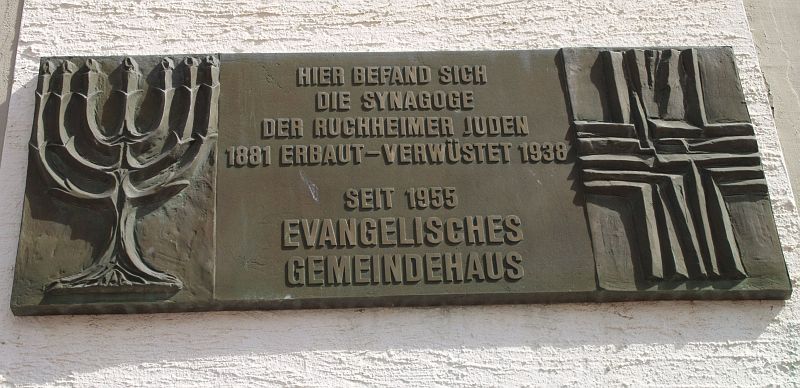 HIER BEFAND SICH
DIE SYNAGOGE
DER RUCHHEIMER JUDEN
1881 ERBAUT – VERWÜSTET 1938
SEIT 1955
EVANGELISCHES
GEMEINDEHAUS